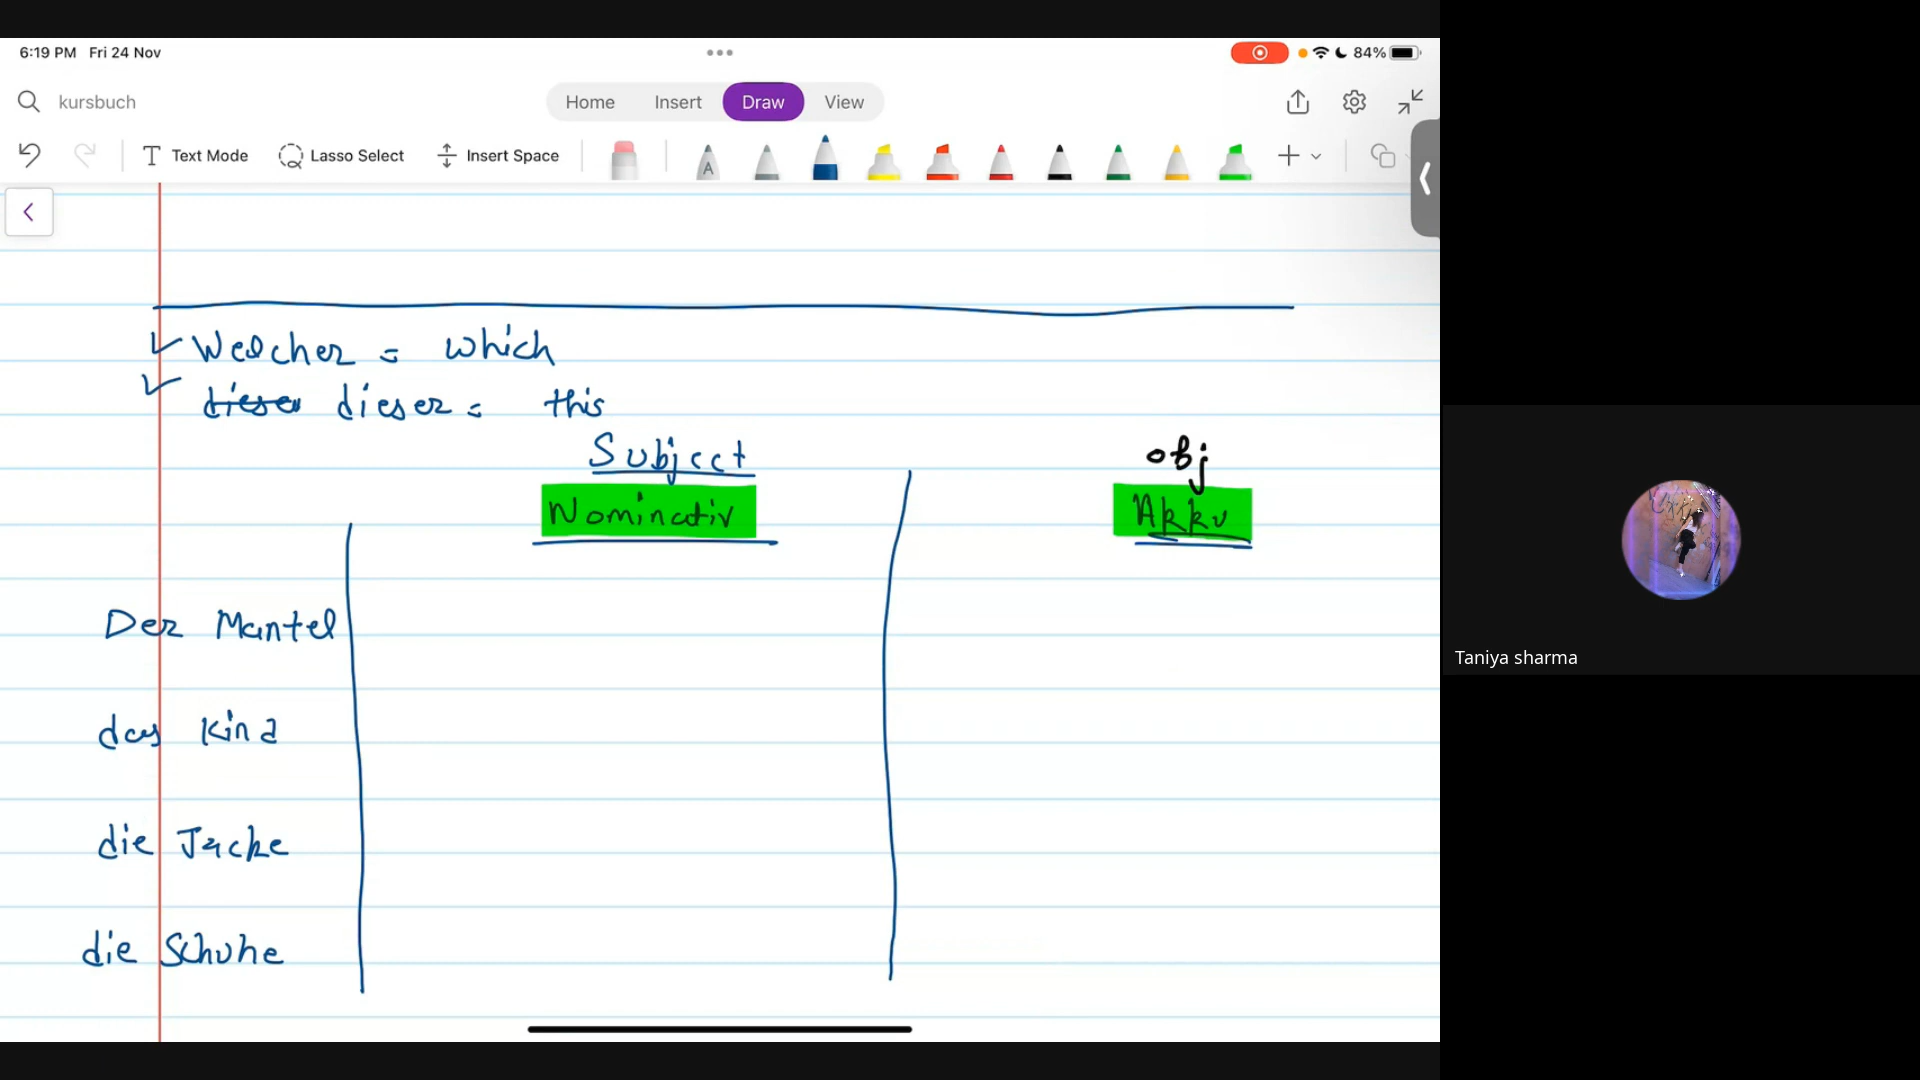 6:19 PM Fri 24 Nov
84%
kursbuch
Home Insert Draw View
Text Mode Lasso Select Insert Space
A
Welcher = which
dieser dieser = this
Subject obj
Nominativ Akku
Der Mantel
das Kind
die Jacke
die Schuhe
Taniya sharma